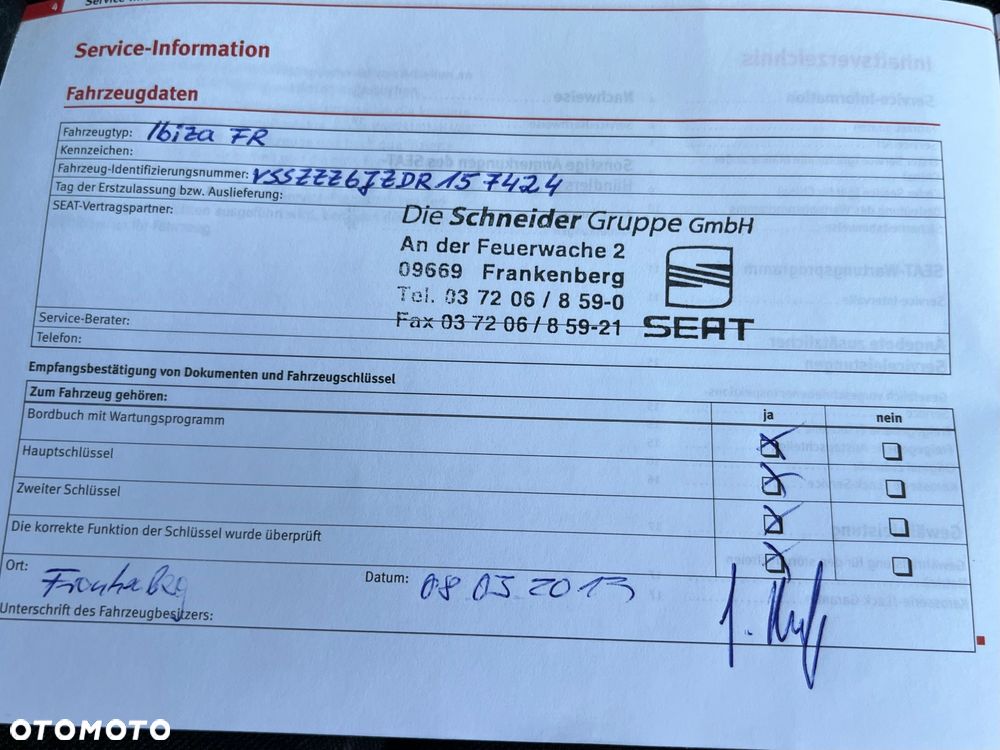 4
Service-Information
Fahrzeugdaten
Fahrzeugtyp: Ibiza FR
Kennzeichen:
Fahrzeug-Identifizierungsnummer: VSSZZZ6JZDR157424
Tag der Erstzulassung bzw. Auslieferung:
SEAT-Vertragspartner:
Die Schneider Gruppe GmbH
An der Feuerwache 2
09669 Frankenberg
Tel. 03 72 06 / 8 59-0
Fax 03 72 06 / 8 59-21
SEAT
Service-Berater:
Telefon:
Empfangsbestätigung von Dokumenten und Fahrzeugschlüssel
Zum Fahrzeug gehören: ja nein
Bordbuch mit Wartungsprogramm
Hauptschlüssel
Zweiter Schlüssel
Die korrekte Funktion der Schlüssel wurde überprüft
Ort: Datum: 08.05.2013
Unterschrift des Fahrzeugbesitzers:
OTOMOTO